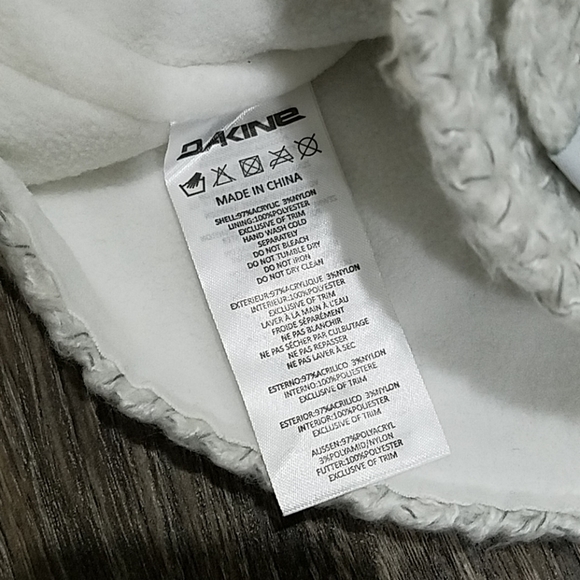 DAKINE
MADE IN CHINA
SHELL:97%ACRYLIC 3%NYLON
LINING:100%POLYESTER
EXCLUSIVE OF TRIM
HAND WASH COLD
SEPARATELY
DO NOT BLEACH
DO NOT TUMBLE DRY
DO NOT IRON
DO NOT DRY CLEAN
EXTERIEUR:97%ACRYLIQUE 3%NYLON
INTERIEUR:100%POLYESTER
EXCLUSIVE OF TRIM
LAVER À LA MAIN À L'EAU
FROIDE SÉPARÉMENT
NE PAS BLANCHIR
NE PAS SÉCHER PAR CULBUTAGE
NE PAS REPASSER
NE PAS LAVER À SEC
ESTERNO:97%ACRILICO 3%NYLON
INTERNO:100%POLIESTERE
EXCLUSIVE OF TRIM
ESTERIOR:97%ACRILICO 3%NYLON
INTERIOR:100%POLIESTER
EXCLUSIVE OF TRIM
AUSSEN:97%POLYACRYL
3%POLYAMID/NYLON
FUTTER:100%POLYESTER
EXCLUSIVE OF TRIM